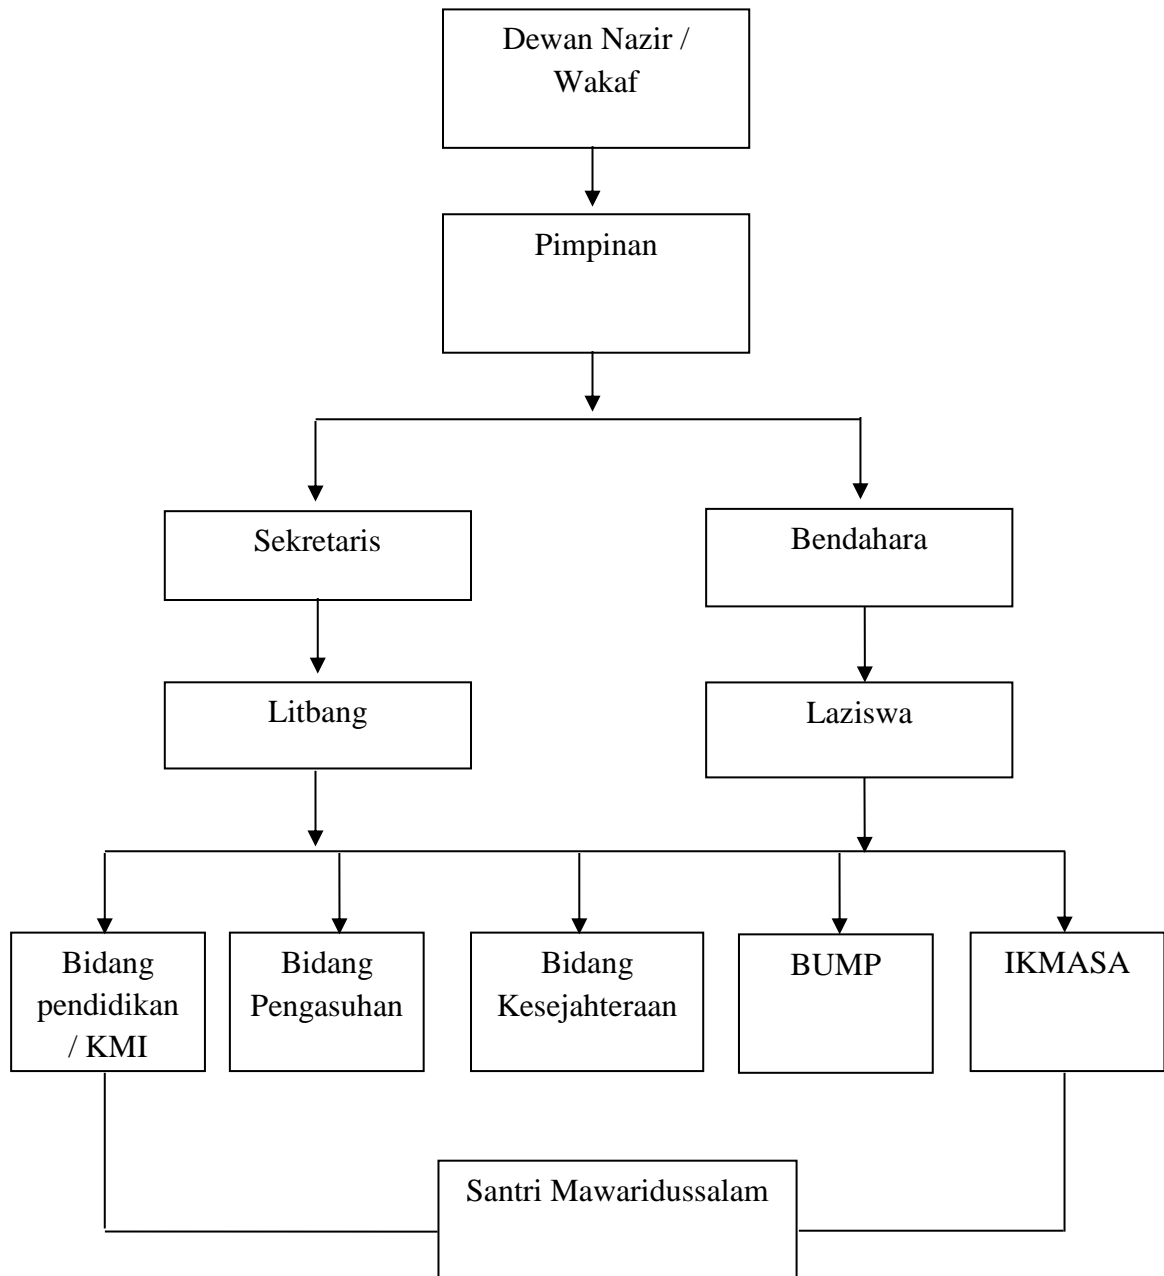 Dewan Nazir /
Wakaf
Pimpinan
Sekretaris
Bendahara
Litbang
Laziswa
Bidang
pendidikan
/ KMI
Bidang
Pengasuhan
Bidang
Kesejahteraan
BUMP
IKMASA
Santri Mawaridussalam